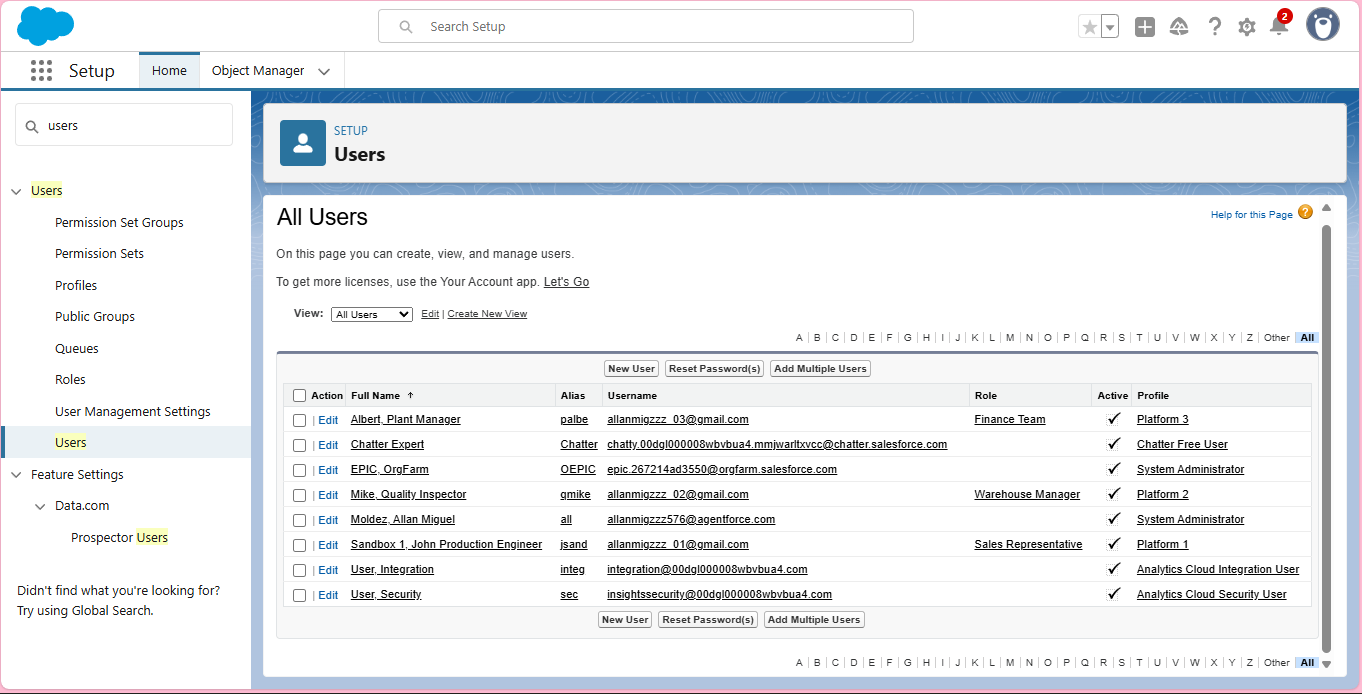 Search Setup
2
Setup
Home
Object Manager
users
Users
Permission Set Groups
Permission Sets
Profiles
Public Groups
Queues
Roles
User Management Settings
Users
Feature Settings
Data.com
Prospector Users
Didn't find what you're looking for?
Try using Global Search.
SETUP
Users
All Users
Help for this Page ?
On this page you can create, view, and manage users.
To get more licenses, use the Your Account app. Let's Go
View: All Users Edit | Create New View
A | B | C | D | E | F | G | H | I | J | K | L | M | N | O | P | Q | R | S | T | U | V | W | X | Y | Z | Other | All
New User Reset Password(s) Add Multiple Users
Action Full Name ↑ Alias Username Role Active Profile
| Edit Albert, Plant Manager palbe allanmigzzz_03@gmail.com Finance Team ✓ Platform 3
| Edit Chatter Expert Chatter chatty.00dgl000008wbvbua4.mmjwarltxvcc@chatter.salesforce.com ✓ Chatter Free User
| Edit EPIC, OrgFarm OEPIC epic.267214ad3550@orgfarm.salesforce.com ✓ System Administrator
| Edit Mike, Quality Inspector qmike allanmigzzz_02@gmail.com Warehouse Manager ✓ Platform 2
| Edit Moldez, Allan Miguel all allanmigzzz576@agentforce.com ✓ System Administrator
| Edit Sandbox 1, John Production Engineer jsand allanmigzzz_01@gmail.com Sales Representative ✓ Platform 1
| Edit User, Integration integ integration@00dgl000008wbvbua4.com ✓ Analytics Cloud Integration User
| Edit User, Security sec insightssecurity@00dgl000008wbvbua4.com ✓ Analytics Cloud Security User
New User Reset Password(s) Add Multiple Users
A | B | C | D | E | F | G | H | I | J | K | L | M | N | O | P | Q | R | S | T | U | V | W | X | Y | Z | Other | All